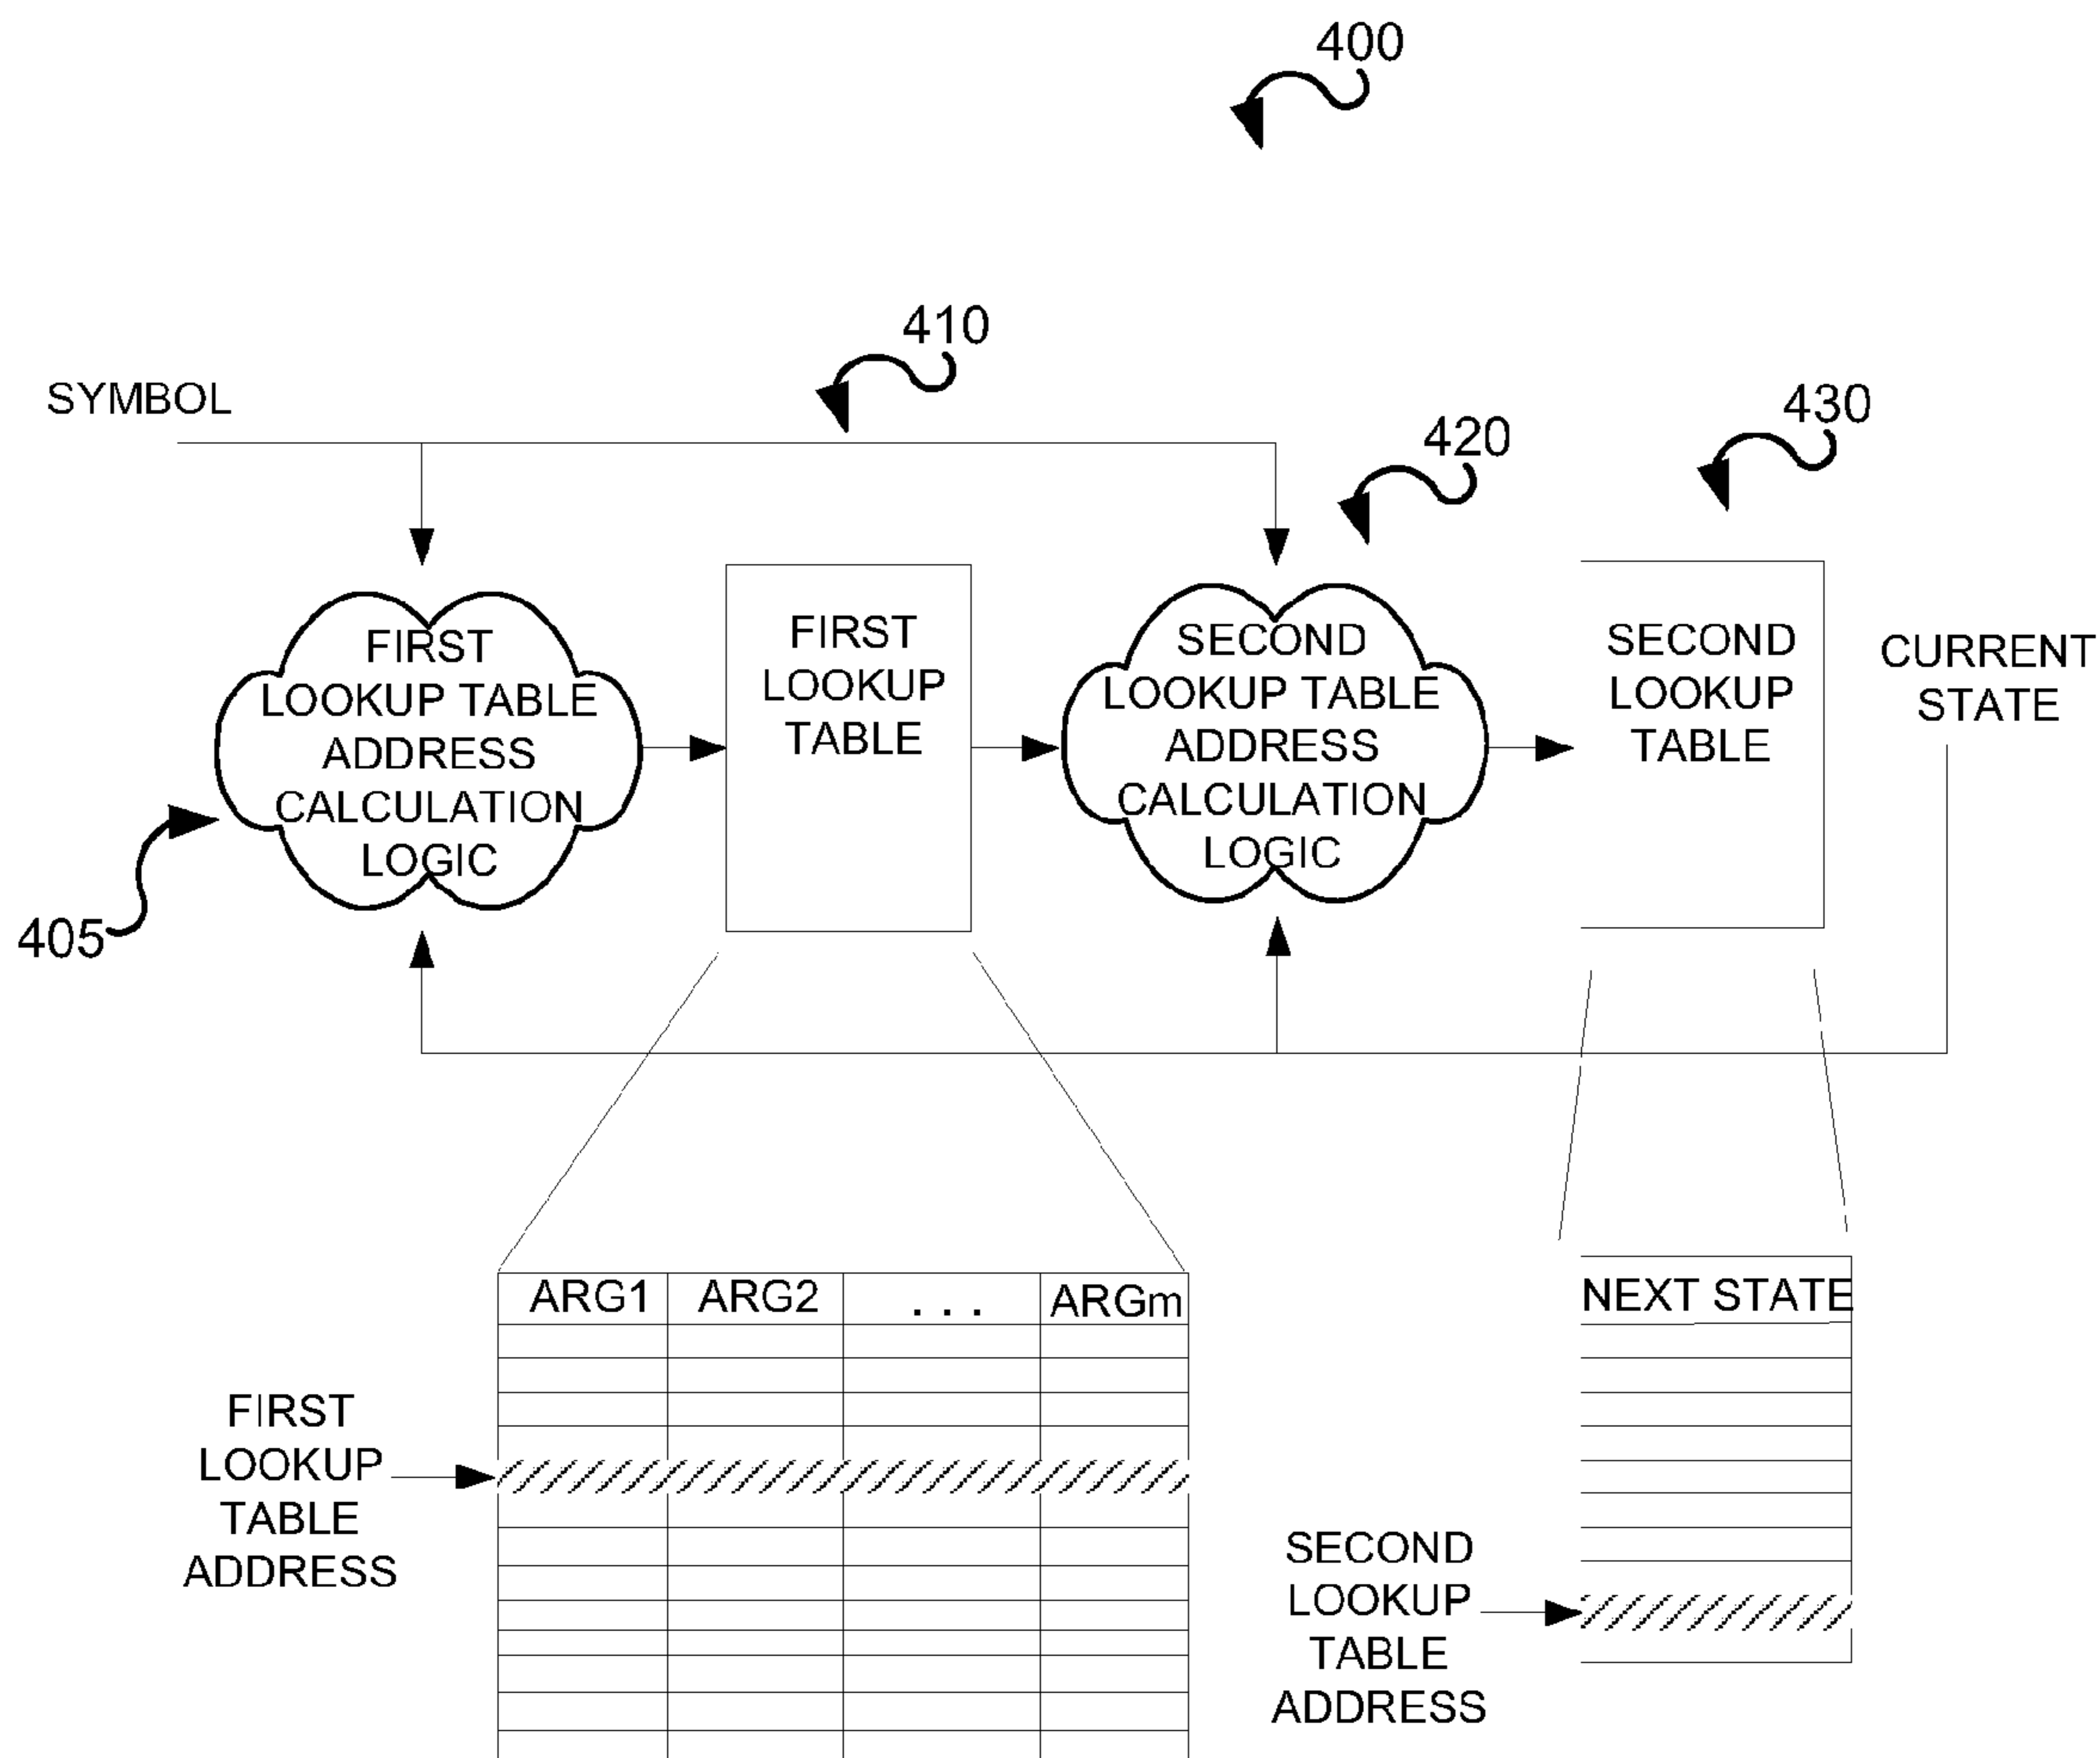 400
410
SYMBOL
430
420
FIRST
LOOKUP TABLE
ADDRESS
CALCULATION
LOGIC
FIRST
LOOKUP
TABLE
SECOND
LOOKUP TABLE
ADDRESS
CALCULATION
LOGIC
SECOND
LOOKUP
TABLE
CURRENT
STATE
405
ARG1 ARG2 . . . ARGm
NEXT STATE
FIRST
LOOKUP
TABLE
ADDRESS
SECOND
LOOKUP
TABLE
ADDRESS